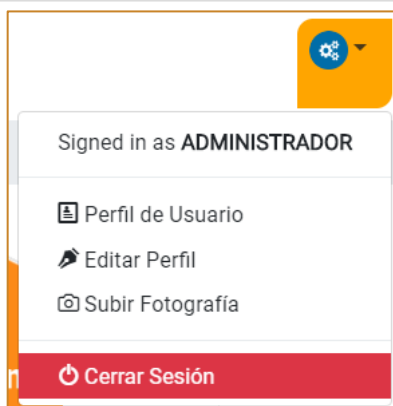 Signed in as ADMINISTRADOR
Perfil de Usuario
Editar Perfil
Subir Fotografía
Cerrar Sesión